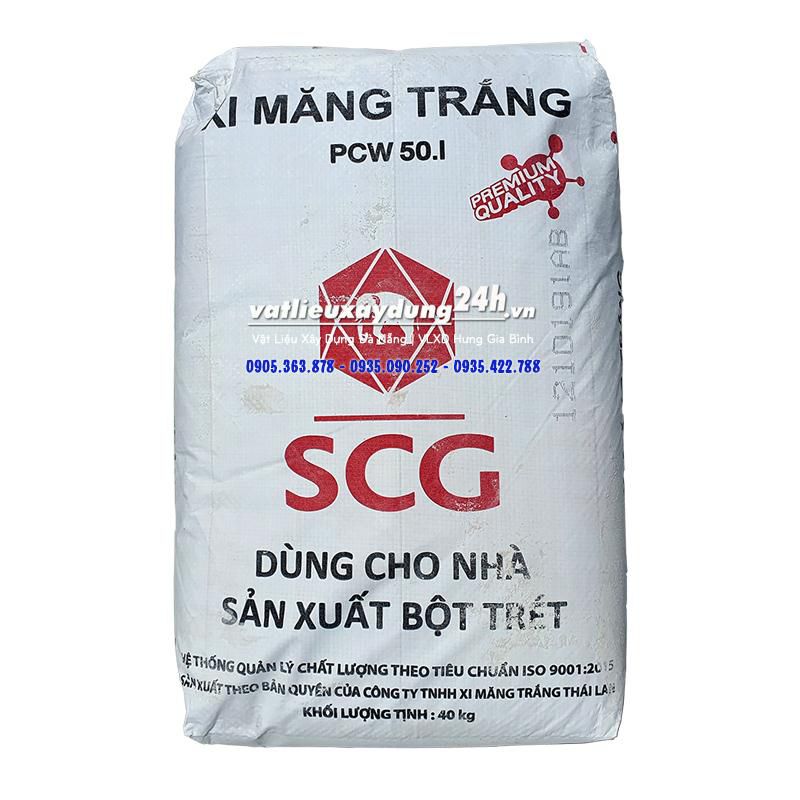 XI MĂNG TRẮNG
PCW 50.I
PREMIUM
QUALITY
1210191AB
vatlieuxaydung24h.vn
Vật Liệu Xây Dựng Đà Nẵng | VLXD Hưng Gia Bình
0905.363.878 - 0935.090.252 - 0935.422.788
SCG
DÙNG CHO NHÀ
SẢN XUẤT BỘT TRÉT
HỆ THỐNG QUẢN LÝ CHẤT LƯỢNG THEO TIÊU CHUẨN ISO 9001:2015
SẢN XUẤT THEO BẢN QUYỀN CỦA CÔNG TY TNHH XI MĂNG TRẮNG THÁI LAN
KHỐI LƯỢNG TỊNH : 40 kg